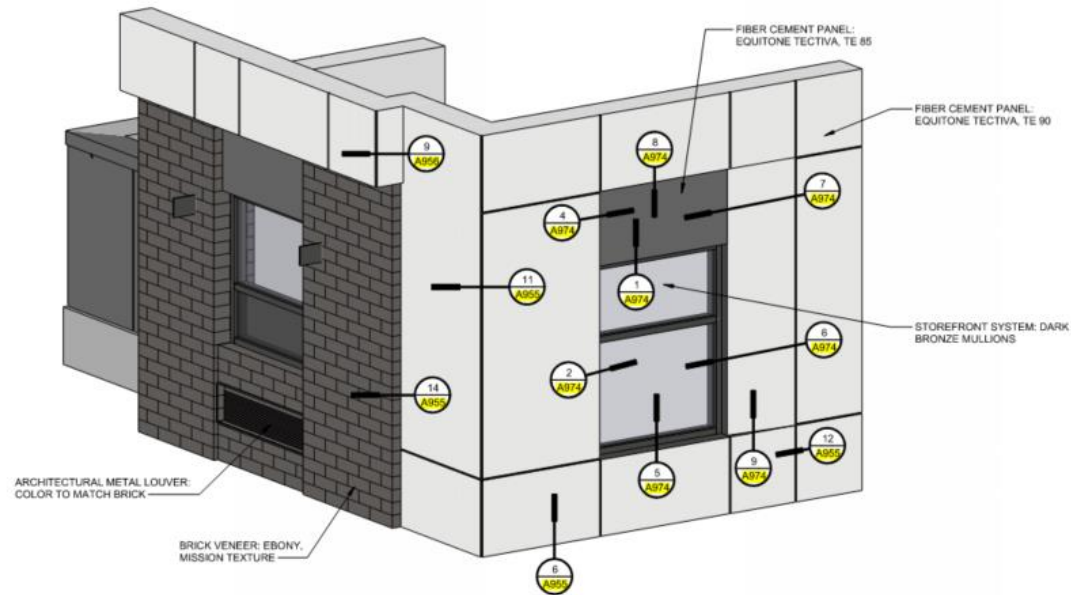 FIBER CEMENT PANEL:
EQUITONE TECTIVA, TE 85
FIBER CEMENT PANEL:
EQUITONE TECTIVA, TE 90
9
A956
8
A974
4
A974
7
A974
11
A955
1
A974
STOREFRONT SYSTEM: DARK
BRONZE MULLIONS
6
A974
2
A974
14
A955
12
A955
5
A974
9
A974
ARCHITECTURAL METAL LOUVER:
COLOR TO MATCH BRICK
BRICK VENEER: EBONY,
MISSION TEXTURE
6
A955